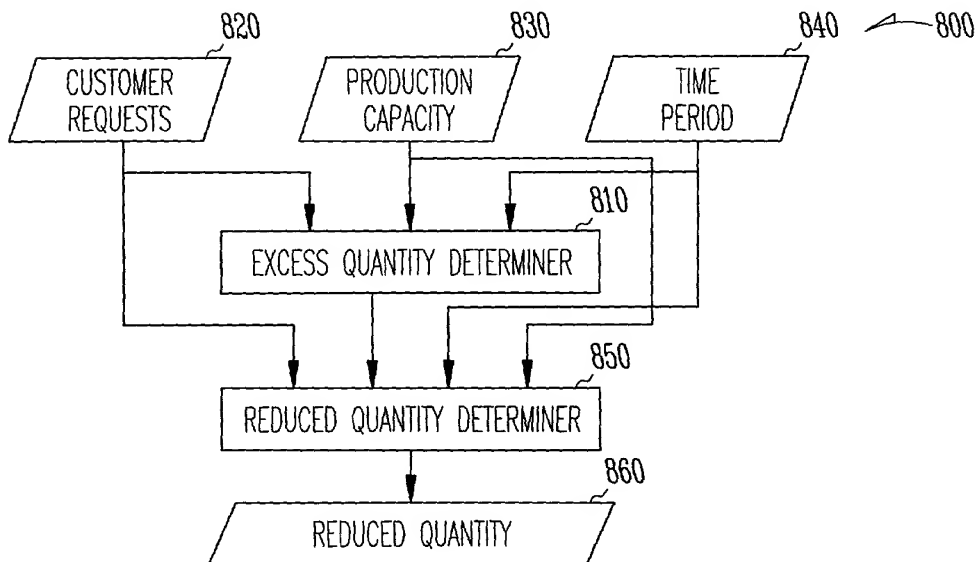 820
830
840
800
CUSTOMER
REQUESTS
PRODUCTION
CAPACITY
TIME
PERIOD
810
EXCESS QUANTITY DETERMINER
850
REDUCED QUANTITY DETERMINER
860
REDUCED QUANTITY